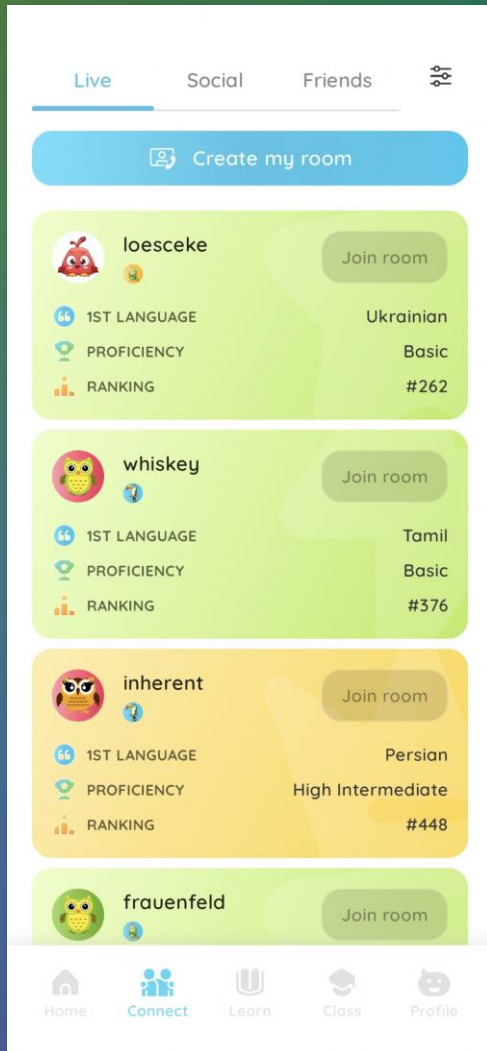 Live Social Friends
Create my room
loesceke Join room
1ST LANGUAGE Ukrainian
PROFICIENCY Basic
RANKING #262
whiskey Join room
1ST LANGUAGE Tamil
PROFICIENCY Basic
RANKING #376
inherent Join room
1ST LANGUAGE Persian
PROFICIENCY High Intermediate
RANKING #448
frauenfeld Join room
Home Connect Learn Class Profile